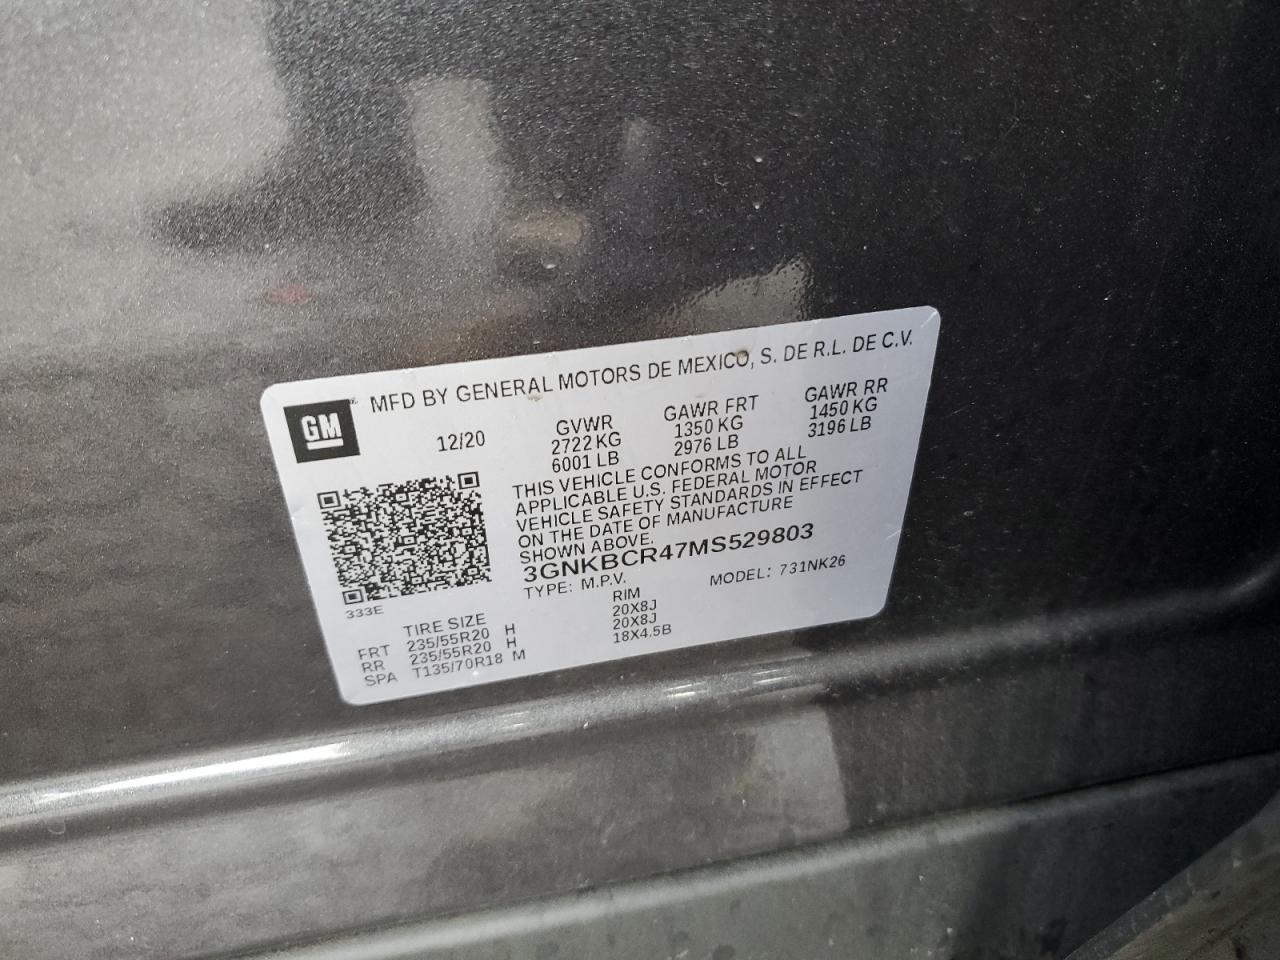 MFD BY GENERAL MOTORS DE MEXICO, S. DE R.L. DE C.V.
GM
12/20
GVWR
2722 KG
6001 LB
GAWR FRT
1350 KG
2976 LB
GAWR RR
1450 KG
3196 LB
THIS VEHICLE CONFORMS TO ALL
APPLICABLE U.S. FEDERAL MOTOR
VEHICLE SAFETY STANDARDS IN EFFECT
ON THE DATE OF MANUFACTURE
SHOWN ABOVE.
3GNKBCR47MS529803
TYPE: M.P.V.
MODEL: 731NK26
333E
TIRE SIZE
RIM
FRT 235/55R20 H 20X8J
RR 235/55R20 H 20X8J
SPA T135/70R18 M 18X4.5B